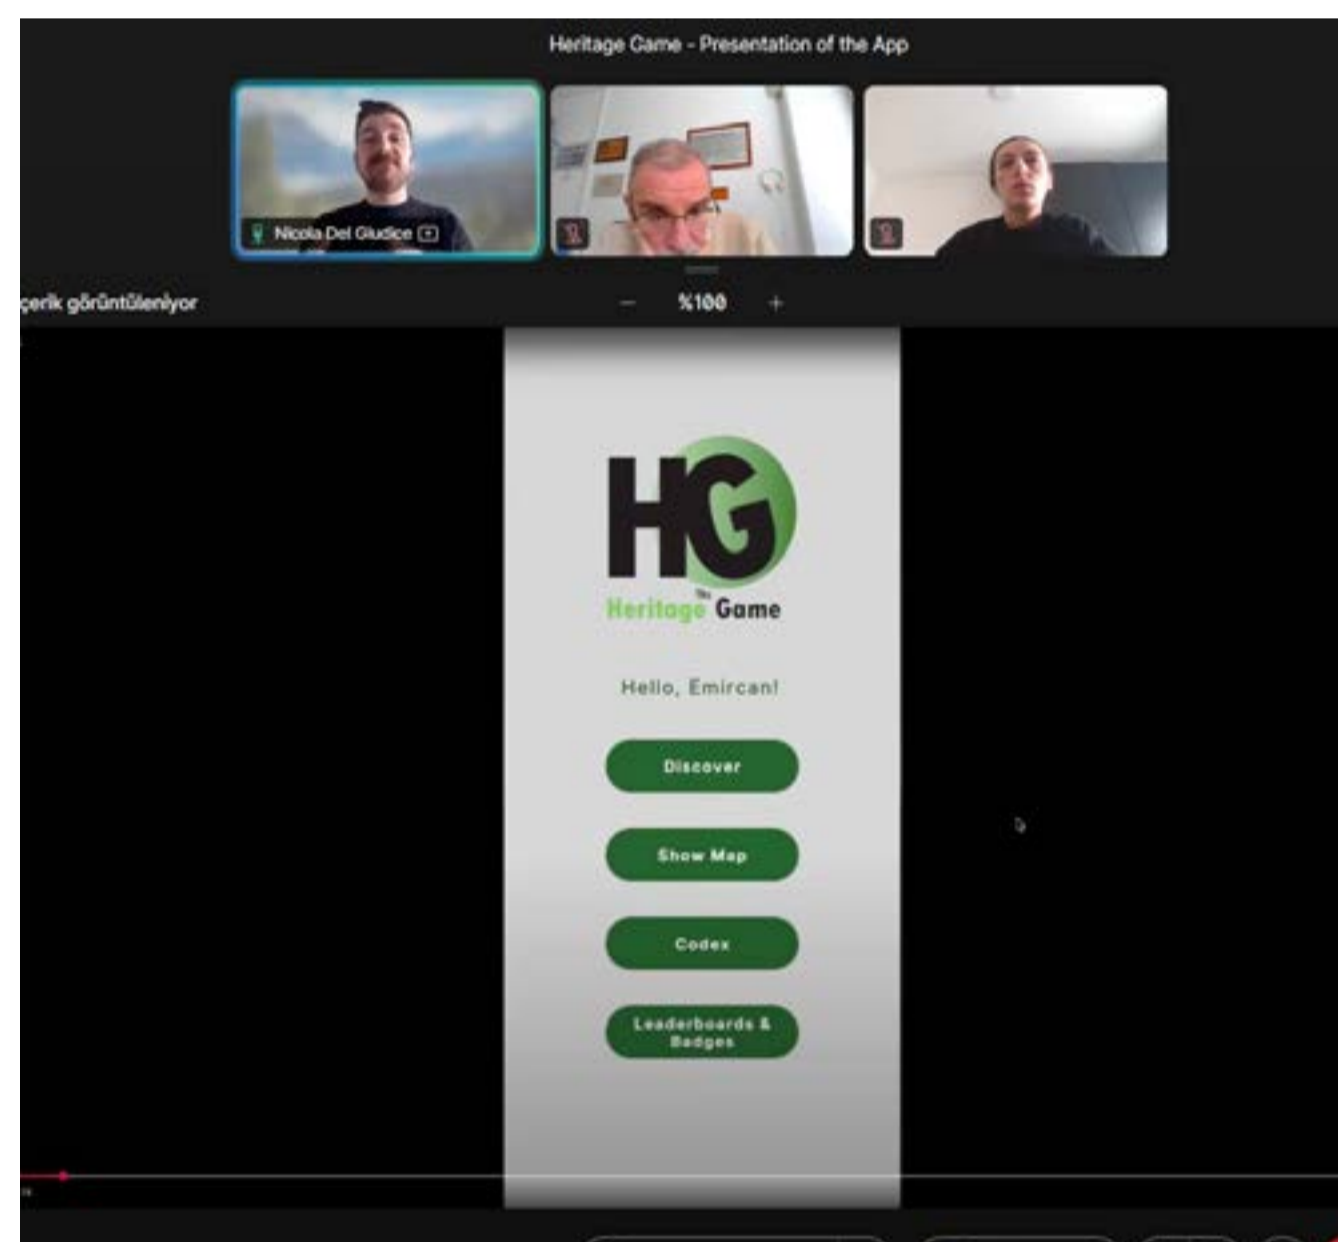 Heritage Game - Presentation of the App
Nicola Del Giudice
çerik görüntüleniyor
%100
HG
The
Heritage Game
Hello, Emircan!
Discover
Show Map
Codex
Leaderboards &
Badges